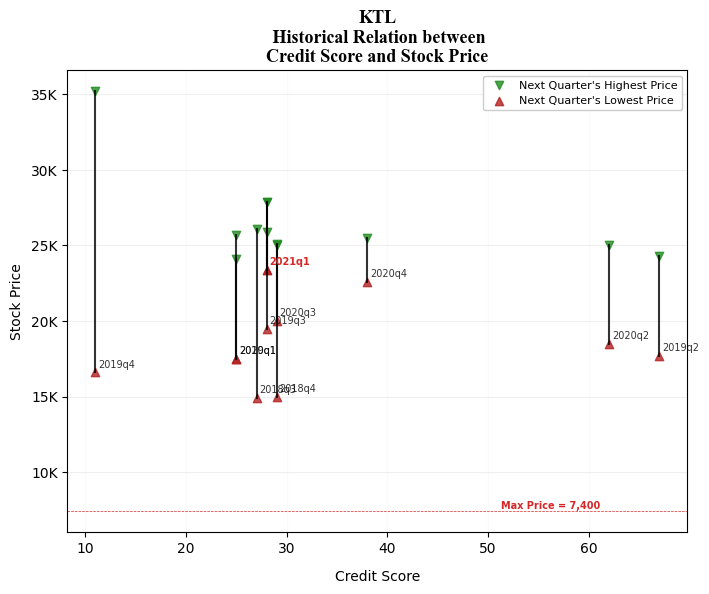 KTL
Historical Relation between
Credit Score and Stock Price
Next Quarter's Highest Price
Next Quarter's Lowest Price
35K
30K
25K
20K
15K
10K
Stock Price
2021q1
2020q4
2020q3
2019q3
2020q2
2019q2
2019q4
2019q1
2018q4
Max Price = 7,400
10
20
30
40
50
60
Credit Score